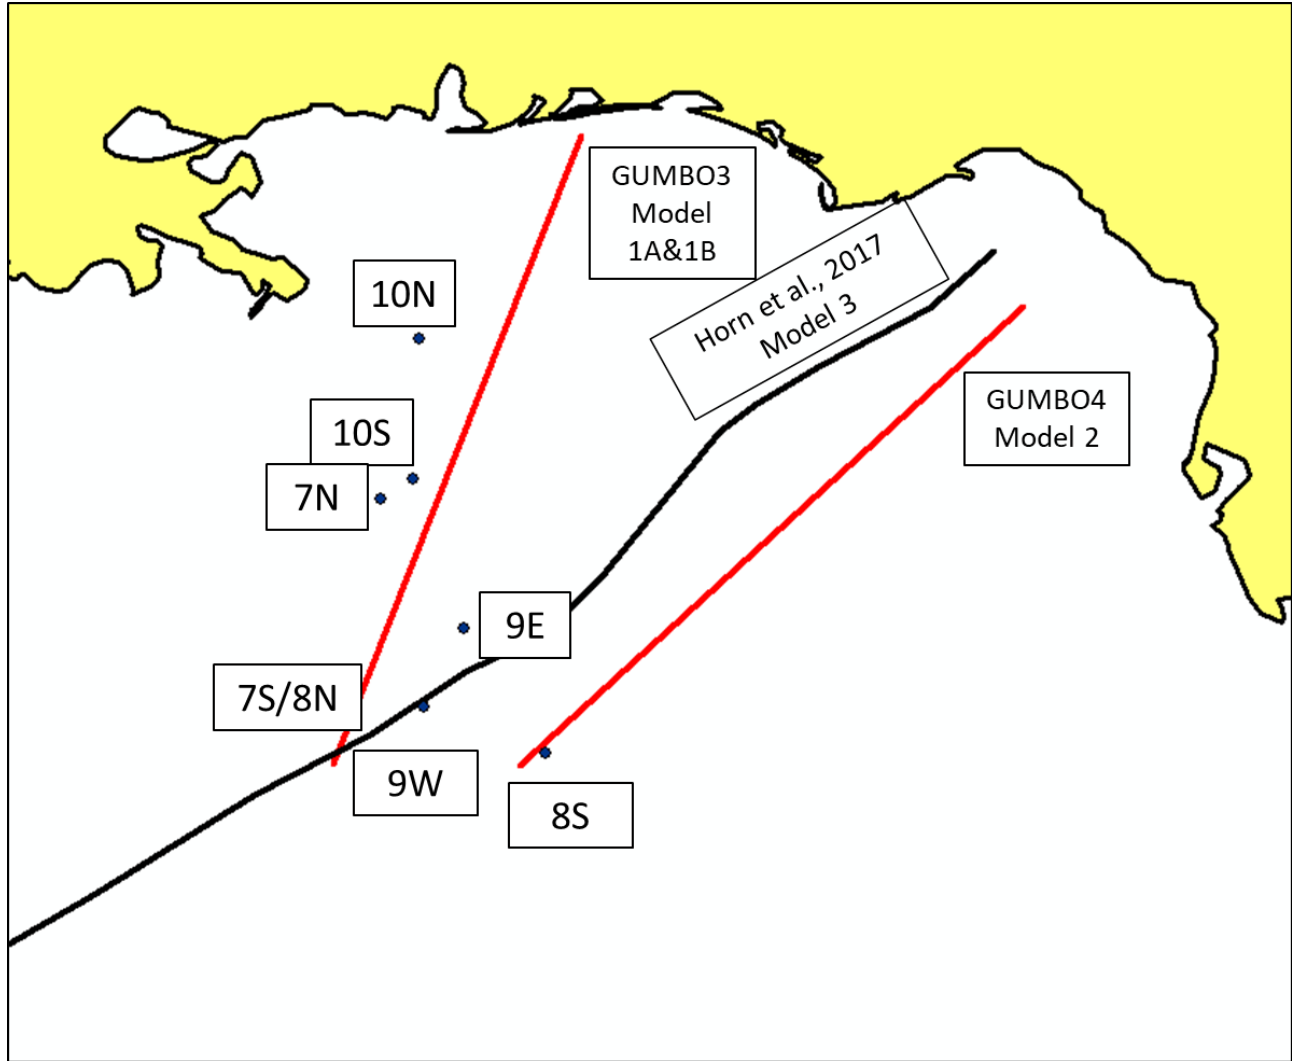 GUMBO3
Model
1A&1B
Horn et al., 2017
Model 3
10N
GUMBO4
Model 2
10S
7N
9E
7S/8N
9W
8S